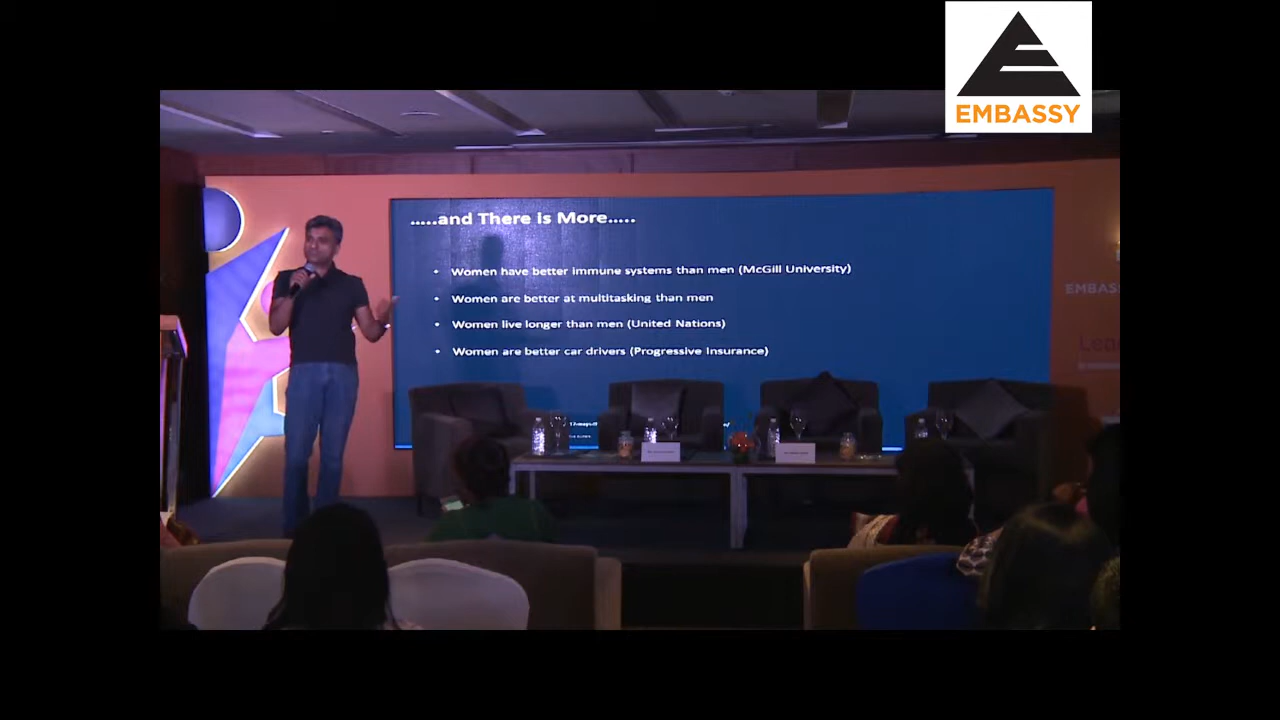 EMBASSY
.....and There is More.....
• Women have better immune systems than men (McGill University)
• Women are better at multitasking than men
• Women live longer than men (United Nations)
• Women are better car drivers (Progressive Insurance)